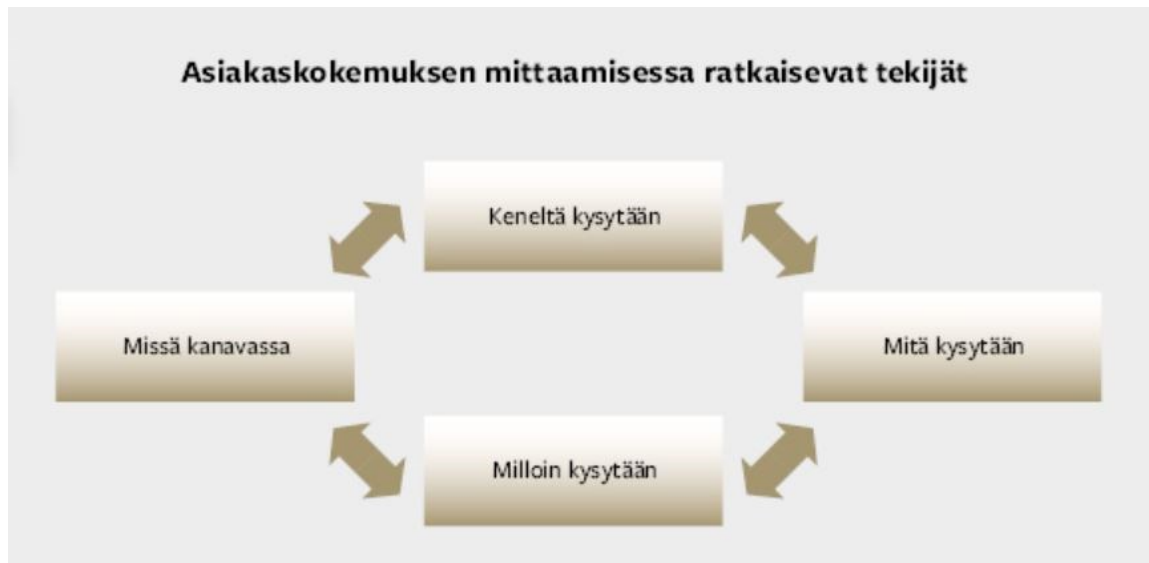 Asiakaskokemuksen mittaamisessa ratkaisevat tekijät
Keneltä kysytään
Missä kanavassa
Mitä kysytään
Milloin kysytään